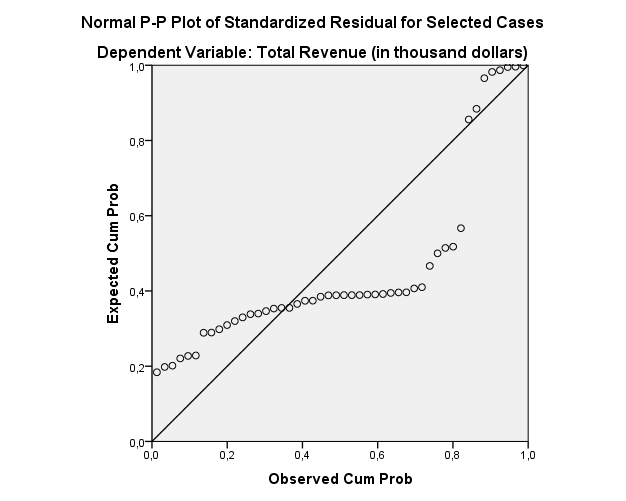 Normal P-P Plot of Standardized Residual for Selected Cases
Dependent Variable: Total Revenue (in thousand dollars)
Expected Cum Prob
1,0
0,8
0,6
0,4
0,2
0,0
0,0 0,2 0,4 0,6 0,8 1,0
Observed Cum Prob